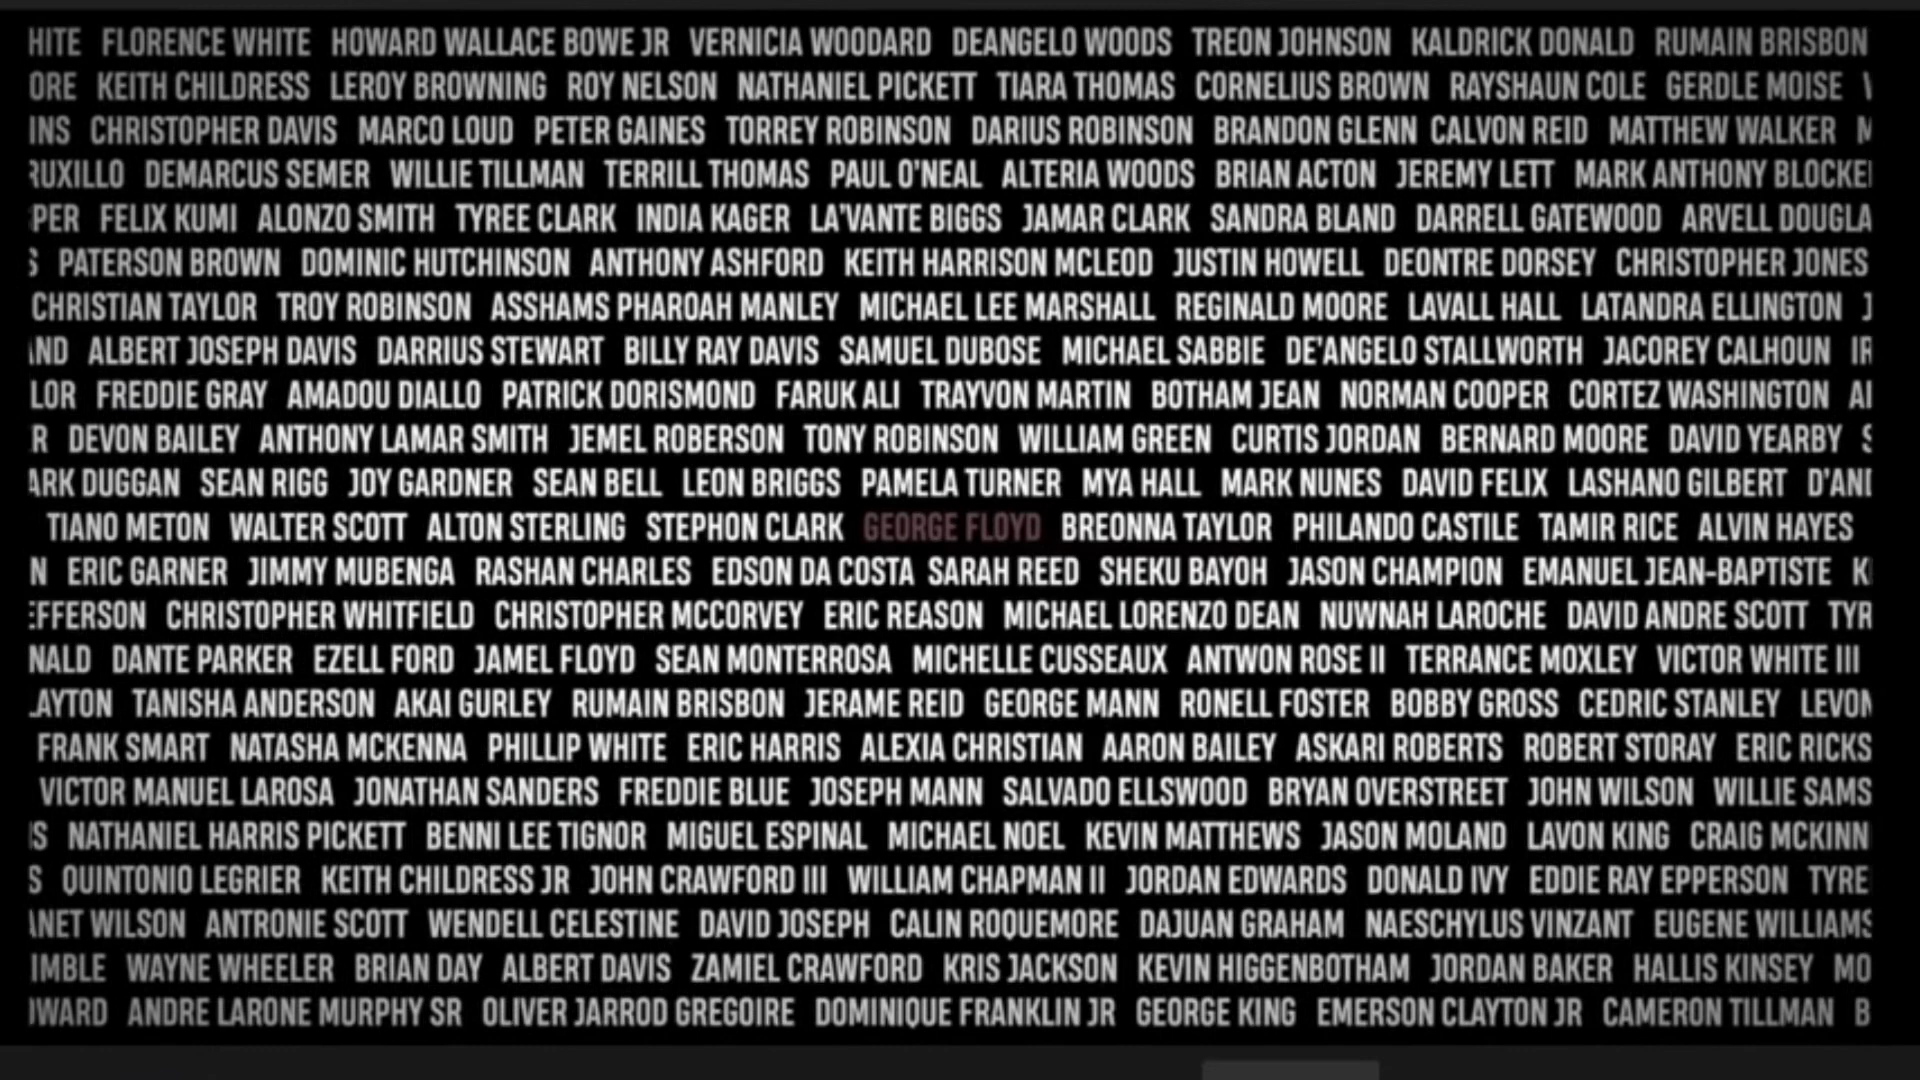 HITE FLORENCE WHITE HOWARD WALLACE BOWE JR VERNICIA WOODARD DEANGELO WOODS TREON JOHNSON KALDRICK DONALD RUMAIN BRISBON
ORE KEITH CHILDRESS LEROY BROWNING ROY NELSON NATHANIEL PICKETT TIARA THOMAS CORNELIUS BROWN RAYSHAUN COLE GERDLE MOISE
INS CHRISTOPHER DAVIS MARCO LOUD PETER GAINES TORREY ROBINSON DARIUS ROBINSON BRANDON GLENN CALVON REID MATTHEW WALKER M
RUXILLO DEMARCUS SEMER WILLIE TILLMAN TERRILL THOMAS PAUL O'NEAL ALTERIA WOODS BRIAN ACTON JEREMY LETT MARK ANTHONY BLOCKE
PER FELIX KUMI ALONZO SMITH TYREE CLARK INDIA KAGER LA'VANTE BIGGS JAMAR CLARK SANDRA BLAND DARRELL GATEWOOD ARVELL DOUGLA
S PATERSON BROWN DOMINIC HUTCHINSON ANTHONY ASHFORD KEITH HARRISON MCLEOD JUSTIN HOWELL DEONTRE DORSEY CHRISTOPHER JONES
CHRISTIAN TAYLOR TROY ROBINSON ASSHAMS PHAROAH MANLEY MICHAEL LEE MARSHALL REGINALD MOORE LAVALL HALL LATANDRA ELLINGTON J
AND ALBERT JOSEPH DAVIS DARRIUS STEWART BILLY RAY DAVIS SAMUEL DUBOSE MICHAEL SABBIE DE'ANGELO STALLWORTH JACOREY CALHOUN IR
LOR FREDDIE GRAY AMADOU DIALLO PATRICK DORISMOND FARUK ALI TRAYVON MARTIN BOTHAM JEAN NORMAN COOPER CORTEZ WASHINGTON AI
R DEVON BAILEY ANTHONY LAMAR SMITH JEMEL ROBERSON TONY ROBINSON WILLIAM GREEN CURTIS JORDAN BERNARD MOORE DAVID YEARBY S
ARK DUGGAN SEAN RIGG JOY GARDNER SEAN BELL LEON BRIGGS PAMELA TURNER MYA HALL MARK NUNES DAVID FELIX LASHANO GILBERT D'AND
TIANO METON WALTER SCOTT ALTON STERLING STEPHON CLARK GEORGE FLOYD BREONNA TAYLOR PHILANDO CASTILE TAMIR RICE ALVIN HAYES
N ERIC GARNER JIMMY MUBENGA RASHAN CHARLES EDSON DA COSTA SARAH REED SHEKU BAYOH JASON CHAMPION EMANUEL JEAN-BAPTISTE K
EFFERSON CHRISTOPHER WHITFIELD CHRISTOPHER MCCORVEY ERIC REASON MICHAEL LORENZO DEAN NUWNAH LAROCHE DAVID ANDRE SCOTT TYR
NALD DANTE PARKER EZELL FORD JAMEL FLOYD SEAN MONTERROSA MICHELLE CUSSEAUX ANTWON ROSE II TERRANCE MOXLEY VICTOR WHITE III
LAYTON TANISHA ANDERSON AKAI GURLEY RUMAIN BRISBON JERAME REID GEORGE MANN RONELL FOSTER BOBBY GROSS CEDRIC STANLEY LEVON
FRANK SMART NATASHA MCKENNA PHILLIP WHITE ERIC HARRIS ALEXIA CHRISTIAN AARON BAILEY ASKARI ROBERTS ROBERT STORAY ERIC RICKS
VICTOR MANUEL LAROSA JONATHAN SANDERS FREDDIE BLUE JOSEPH MANN SALVADO ELLSWOOD BRYAN OVERSTREET JOHN WILSON WILLIE SAMS
IS NATHANIEL HARRIS PICKETT BENNI LEE TIGNOR MIGUEL ESPINAL MICHAEL NOEL KEVIN MATTHEWS JASON MOLAND LAVON KING CRAIG MCKINN
S QUINTONIO LEGRIER KEITH CHILDRESS JR JOHN CRAWFORD III WILLIAM CHAPMAN II JORDAN EDWARDS DONALD IVY EDDIE RAY EPPERSON TYRE
ANET WILSON ANTRONIE SCOTT WENDELL CELESTINE DAVID JOSEPH CALIN ROQUEMORE DAJUAN GRAHAM NAESCHYLUS VINZANT EUGENE WILLIAMS
IMBLE WAYNE WHEELER BRIAN DAY ALBERT DAVIS ZAMIEL CRAWFORD KRIS JACKSON KEVIN HIGGENBOTHAM JORDAN BAKER HALLIS KINSEY MO
WARD ANDRE LARONE MURPHY SR OLIVER JARROD GREGOIRE DOMINIQUE FRANKLIN JR GEORGE KING EMERSON CLAYTON JR CAMERON TILLMAN B